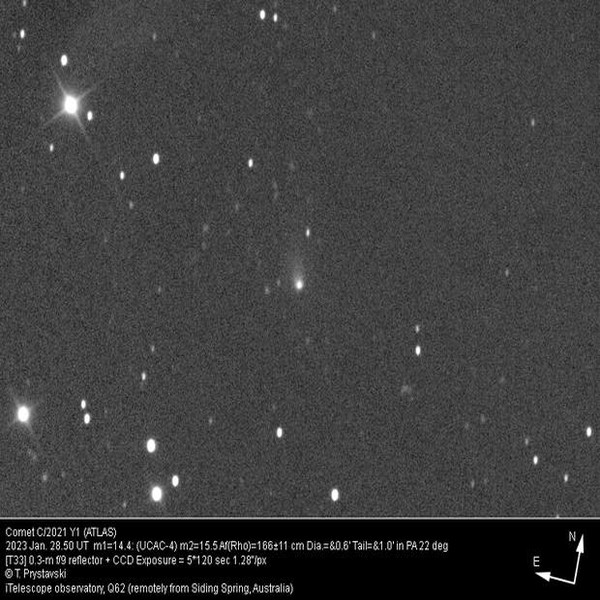 Comet C/2021 Y1 (ATLAS)
2023 Jan. 28.50 UT m1=14.4: (UCAC-4) m2=15.5 Af(Rho)=166±11 cm Dia.=&0.6' Tail=&1.0' in PA 22 deg
[T33] 0.3-m f/9 reflector + CCD Exposure = 5*120 sec 1.28"/px
© T. Prystavski
iTelescope observatory, Q62 (remotely from Siding Spring, Australia)
N
E